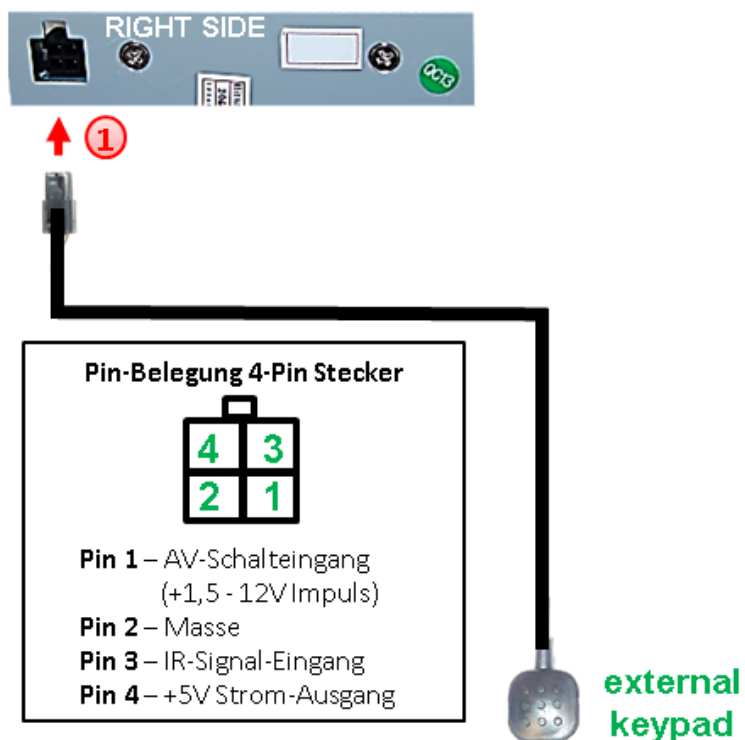 RIGHT SIDE
QC13
1
Pin-Belegung 4-Pin Stecker
4 3
2 1
Pin 1 – AV-Schalteingang
(+1,5 - 12V Impuls)
Pin 2 – Masse
Pin 3 – IR-Signal-Eingang
Pin 4 – +5V Strom-Ausgang
external
keypad